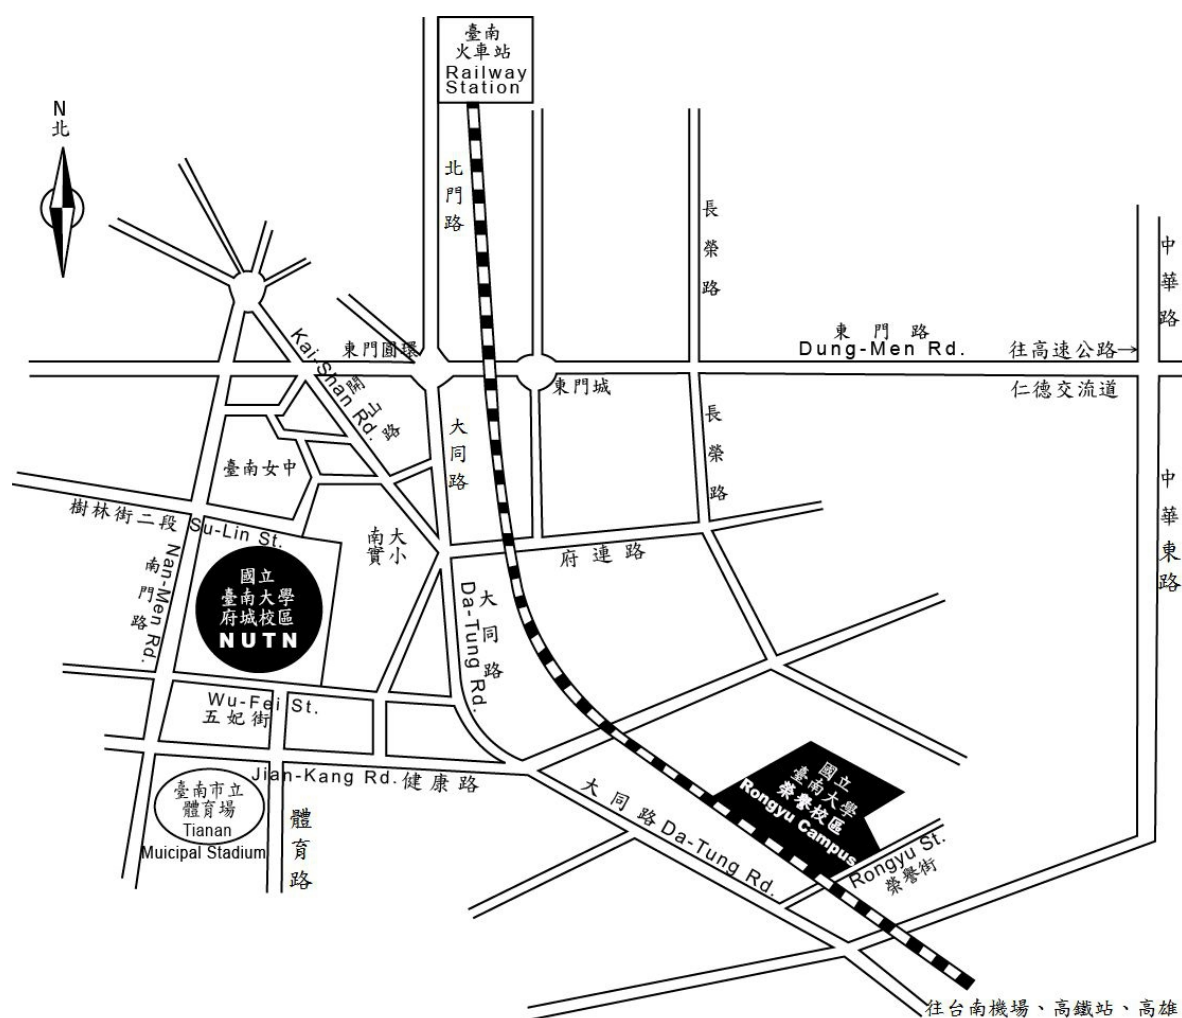 臺南
火車站
Railway
Station
N
北
北門路
長榮路
中華路
東門路
Dung-Men Rd.
往高速公路→
仁德交流道
東門圓環
東門城
Kai-Shan Rd.
開山路
大同路
長榮路
中華東路
臺南女中
樹林街二段
Su-Lin St.
南大
實小
府連路
Nan-Men Rd.
南門路
國立
臺南大學
府城校區
NUTN
大同路
Da-Tung Rd.
Wu-Fei St.
五妃街
Jian-Kang Rd.健康路
臺南市立
體育場
Tianan
Muicipal Stadium
體育路
大同路 Da-Tung Rd.
國立
臺南大學
榮譽校區
Rongyu Campus
Rongyu St.
榮譽街
往台南機場、高鐵站、高雄